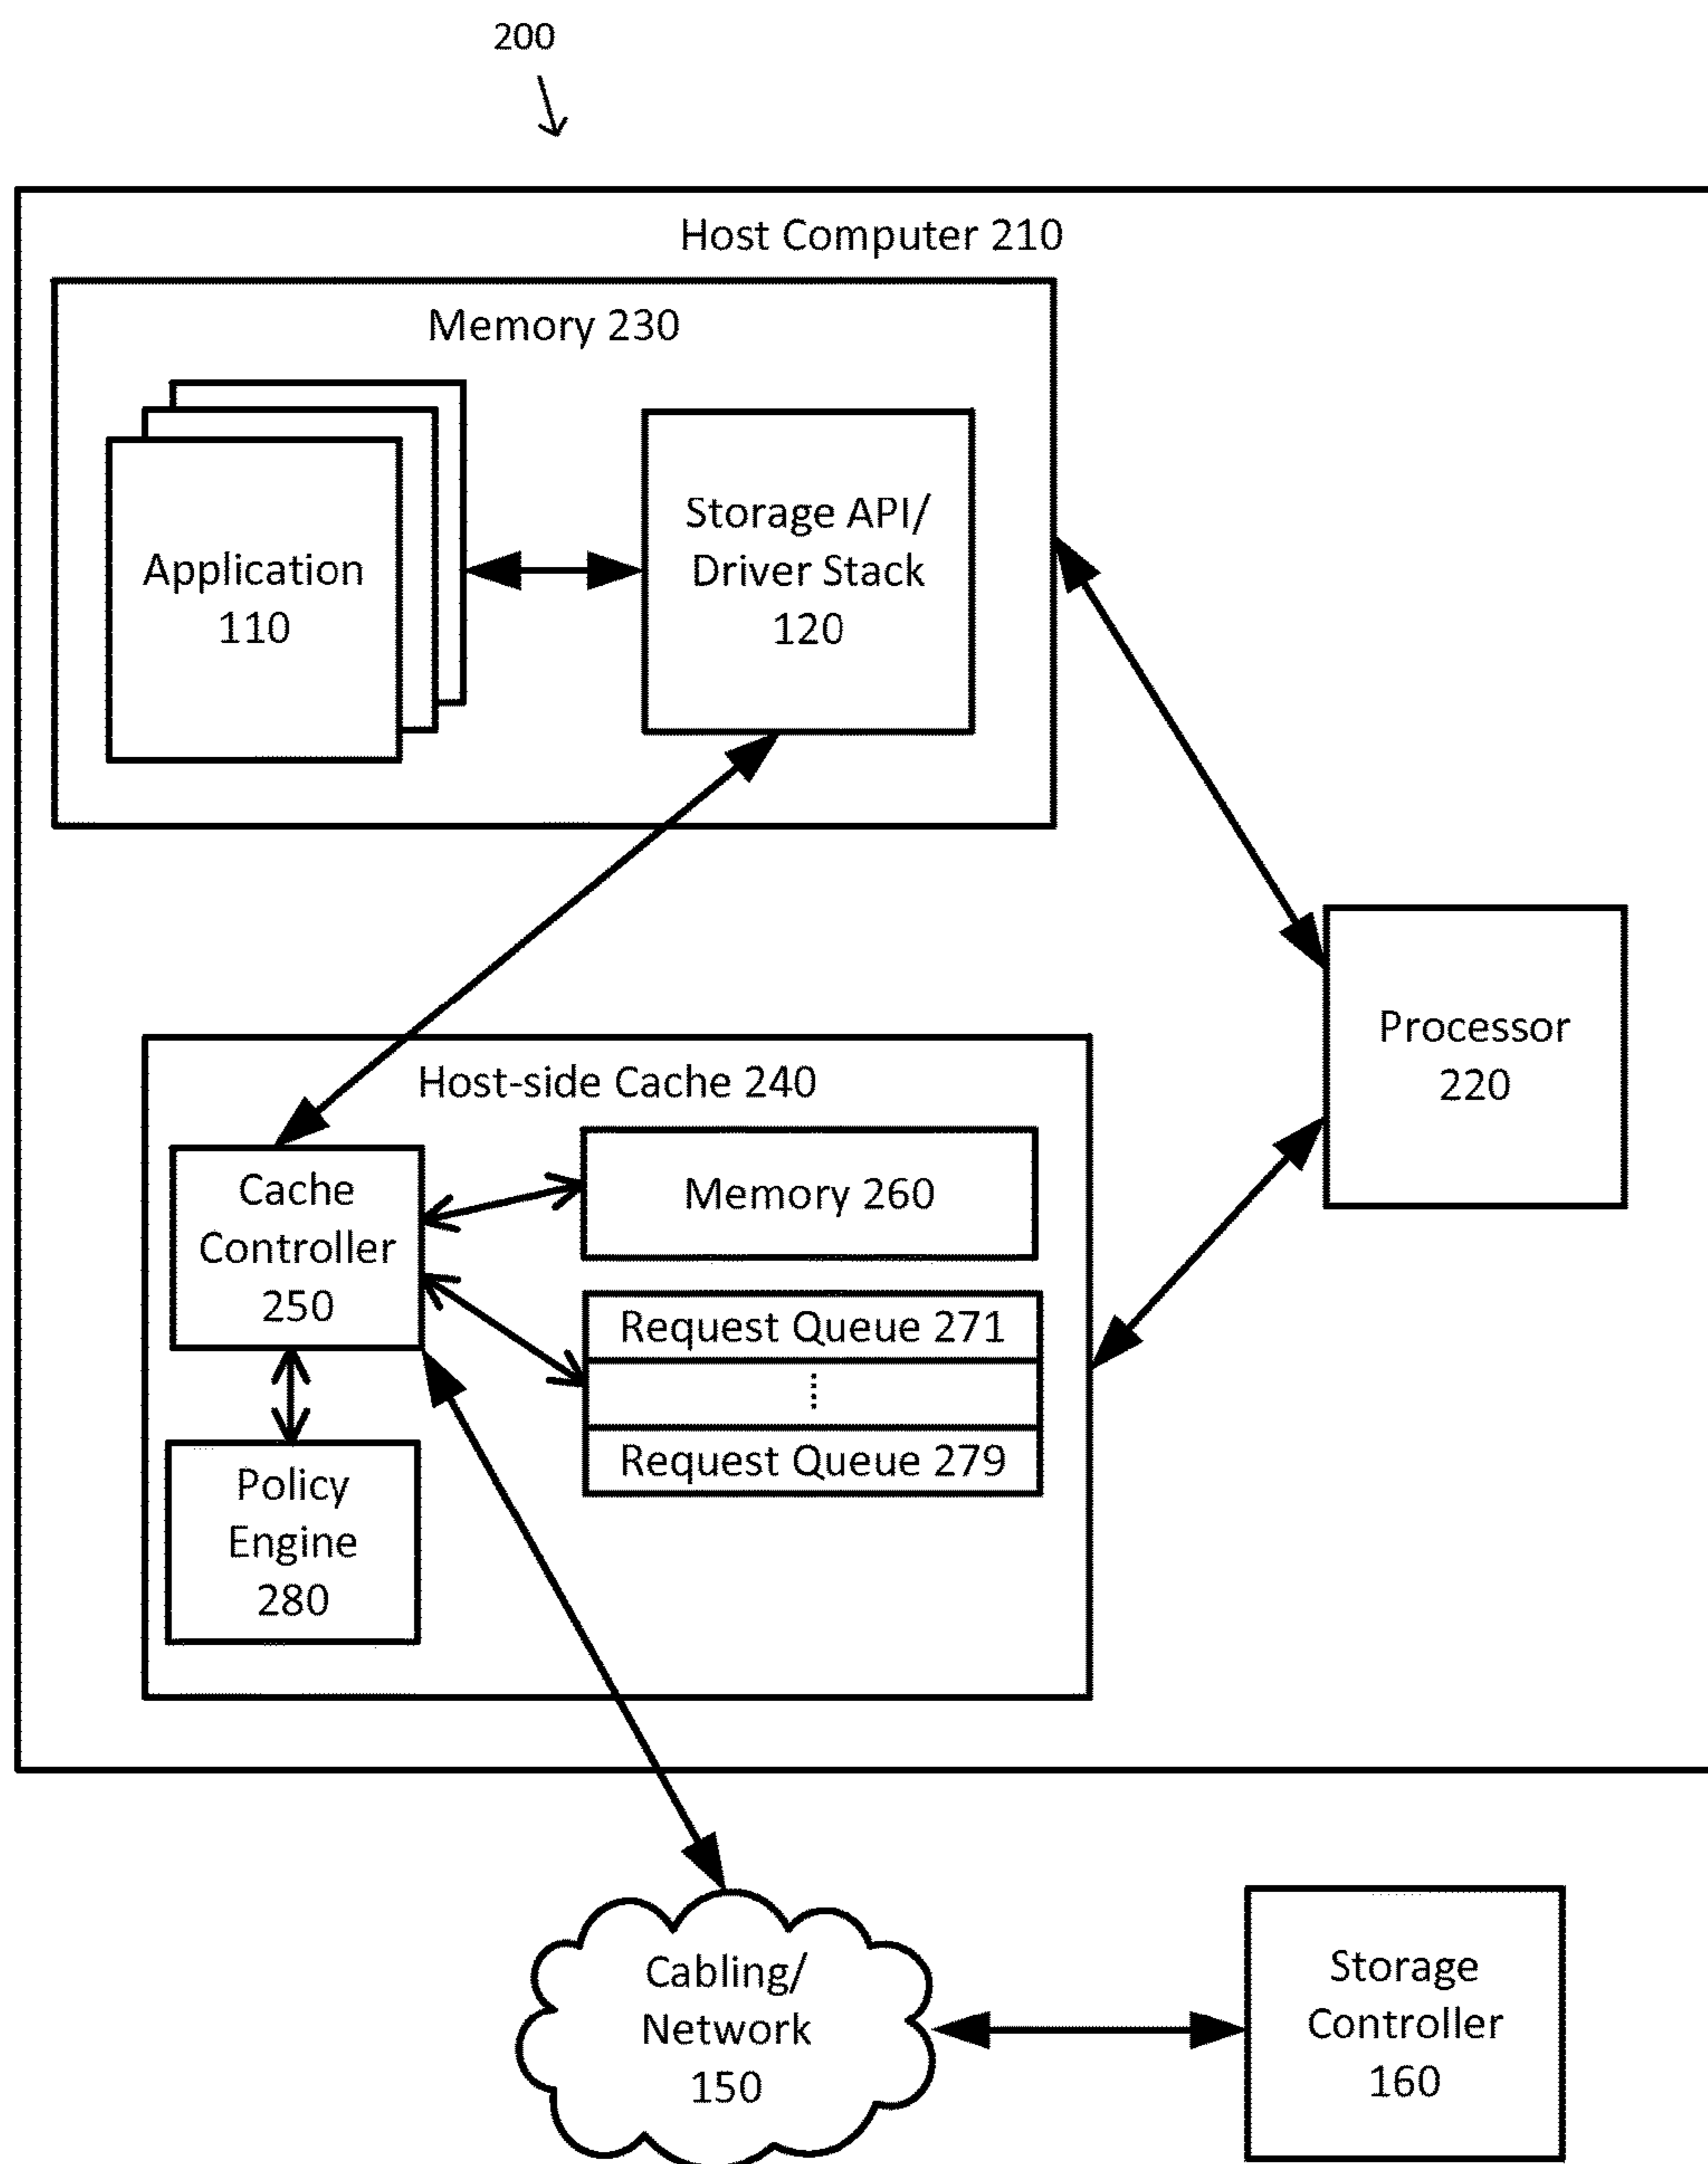 200
Host Computer 210
Memory 230
Application
110
Storage API/
Driver Stack
120
Processor
220
Host-side Cache 240
Cache
Controller
250
Memory 260
Request Queue 271
Request Queue 279
Policy
Engine
280
Cabling/
Network
150
Storage
Controller
160